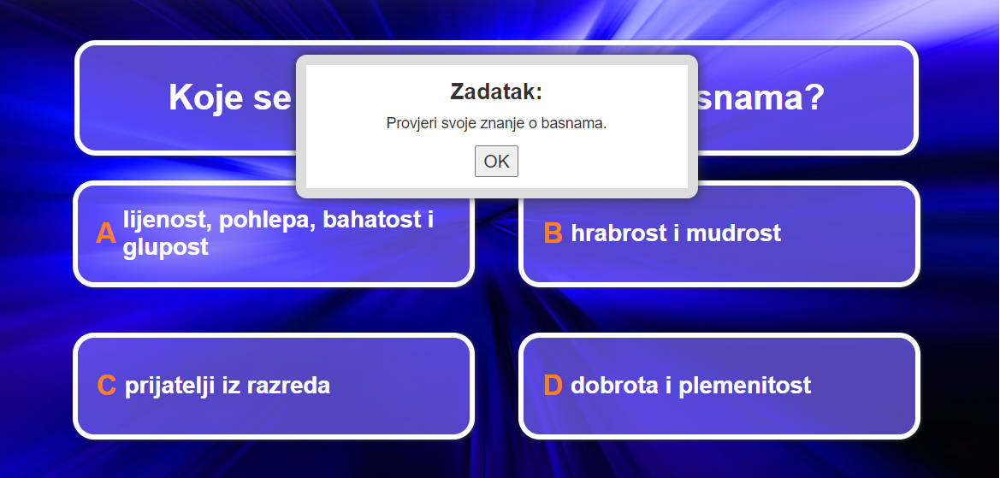 Koje se snama?
Zadatak:
Provjeri svoje znanje o basnama.
OK
A lijenost, pohlepa, bahatost i
glupost
B hrabrost i mudrost
C prijatelji iz razreda
D dobrota i plemenitost